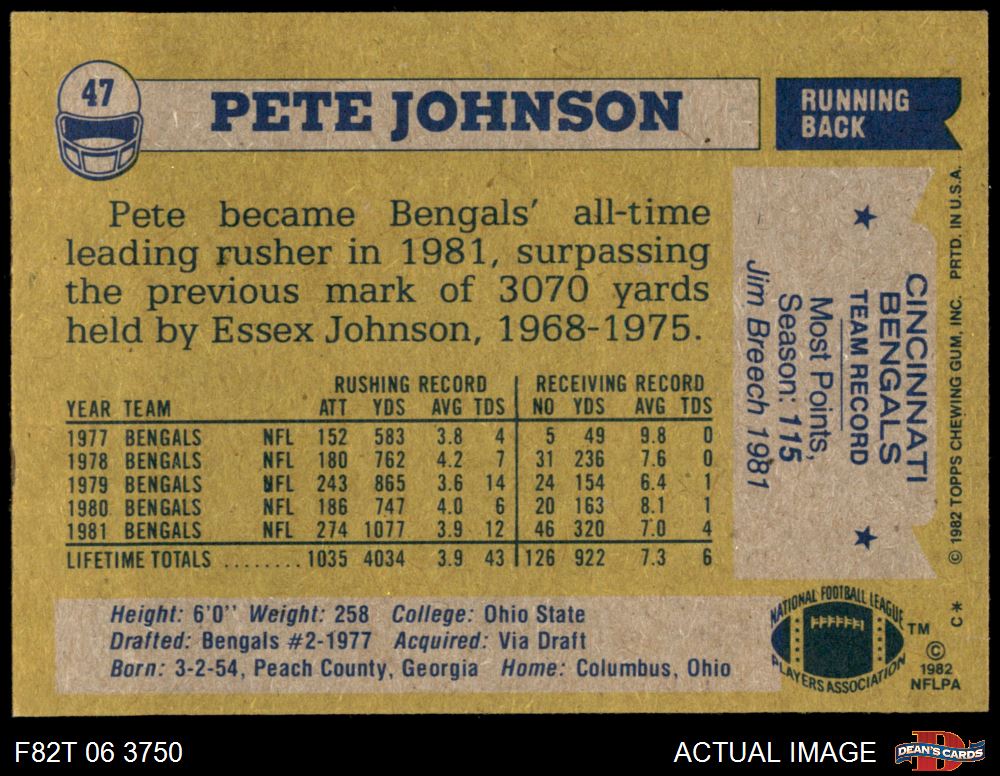 47
PETE JOHNSON
RUNNING
BACK
Pete became Bengals' all-time
leading rusher in 1981, surpassing
the previous mark of 3070 yards
held by Essex Johnson, 1968-1975.
RUSHING RECORD RECEIVING RECORD
YEAR TEAM ATT YDS AVG TDS NO YDS AVG TDS
1977 BENGALS NFL 152 583 3.8 4 5 49 9.8 0
1978 BENGALS NFL 180 762 4.2 7 31 236 7.6 0
1979 BENGALS NFL 243 865 3.6 14 24 154 6.4 1
1980 BENGALS NFL 186 747 4.0 6 20 163 8.1 1
1981 BENGALS NFL 274 1077 3.9 12 46 320 7.0 4
LIFETIME TOTALS ........ 1035 4034 3.9 43 126 922 7.3 6
Height: 6'0" Weight: 258 College: Ohio State
Drafted: Bengals #2-1977 Acquired: Via Draft
Born: 3-2-54, Peach County, Georgia Home: Columbus, Ohio
CINCINNATI
BENGALS
TEAM RECORD
Most Points,
Season: 115
Jim Breech 1981
© 1982 TOPPS CHEWING GUM, INC. PRTD. IN U.S.A.
C*
NATIONAL FOOTBALL LEAGUE
PLAYERS ASSOCIATION
TM
©
1982
NFLPA
F82T 06 3750
ACTUAL IMAGE
DEAN'S CARDS